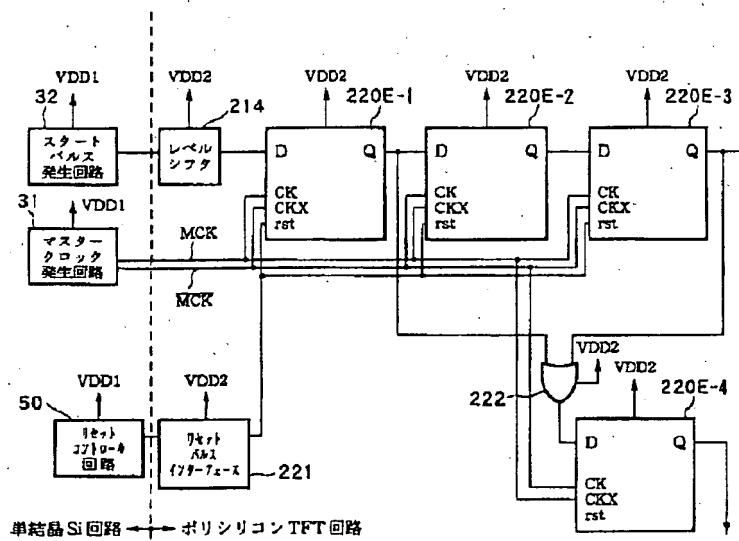 VDD1
32
スタート
パルス
発生回路
VDD2
214
レベル
シフタ
VDD2
220E-1
D
Q
CK
CKX
rst
VDD2
220E-2
D
Q
CK
CKX
rst
VDD2
220E-3
D
Q
CK
CKX
rst
31
VDD1
マスター
クロック
発生回路
MCK
MCK
VDD1
50
リセット
コントロール
回路
VDD2
リセット
パルス
インターフェース
221
222
VDD2
VDD2
220E-4
D
Q
CK
CKX
rst
単結晶Si回路
ポリシリコンTFT回路